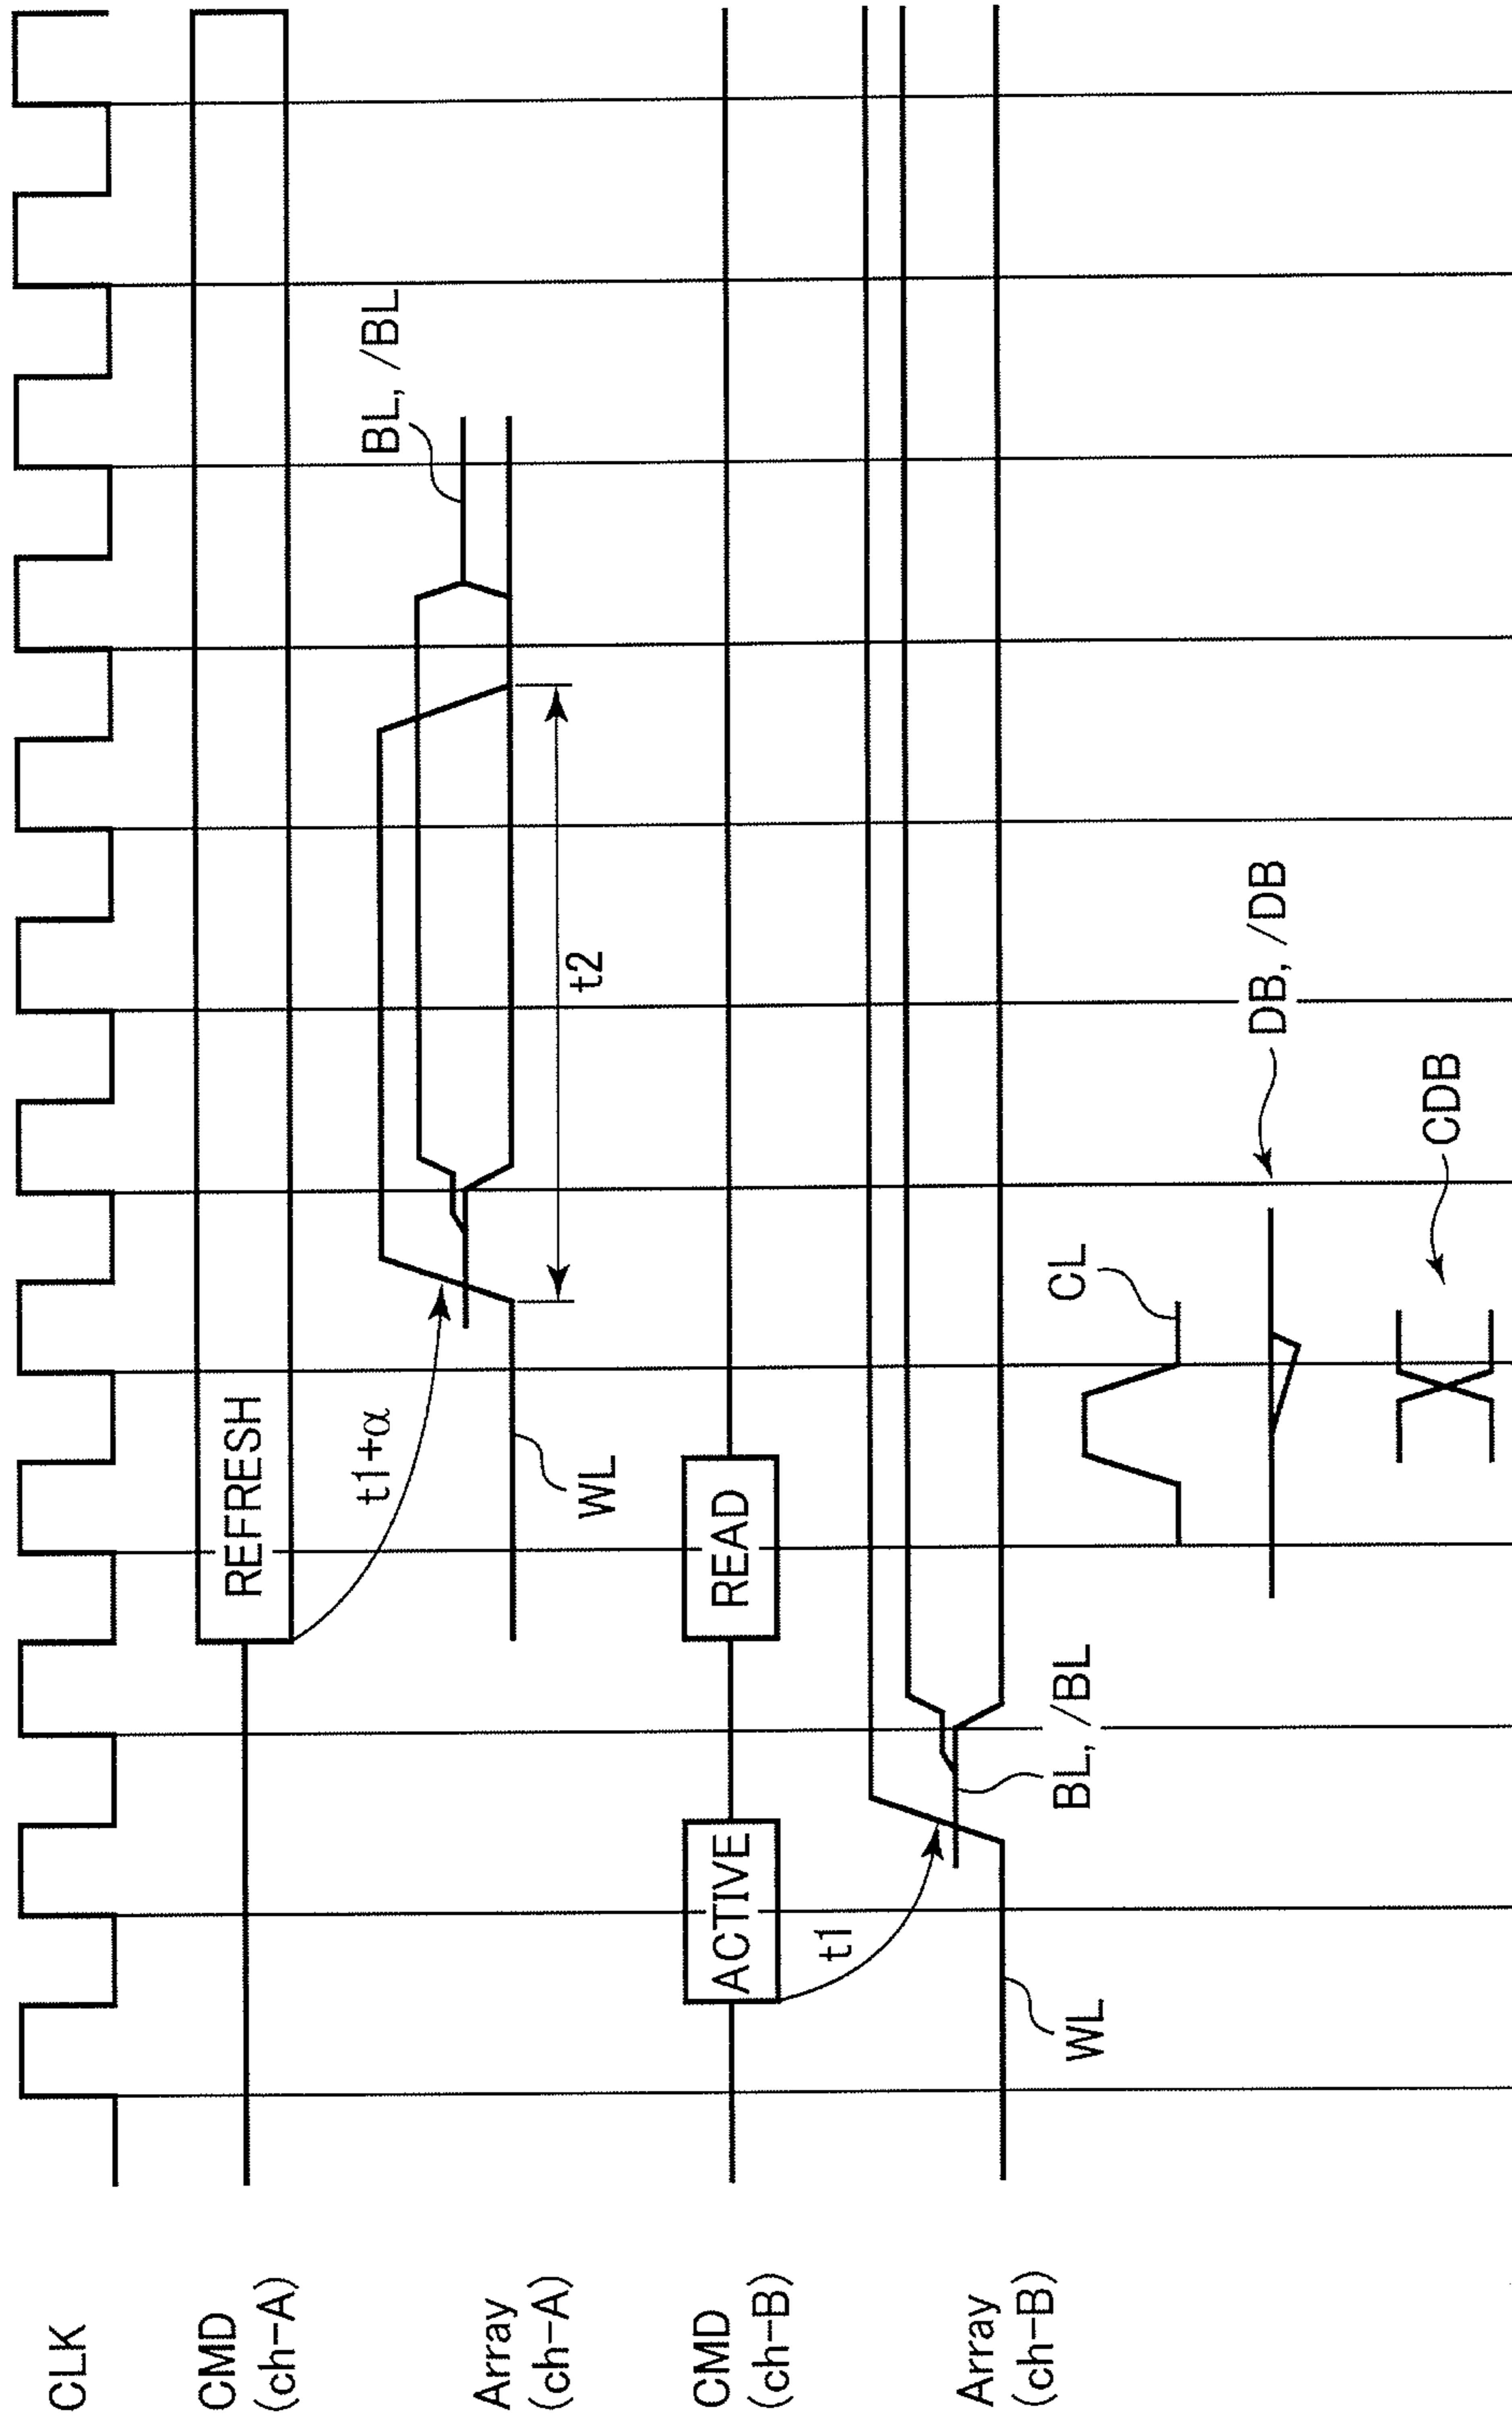 CLK
CMD
(ch-A)
REFRESH
t1+α
BL, /BL
Array
(ch-A)
WL
t2
CMD
(ch-B)
ACTIVE
READ
t1
Array
(ch-B)
WL
BL, /BL
CL
DB, /DB
CDB